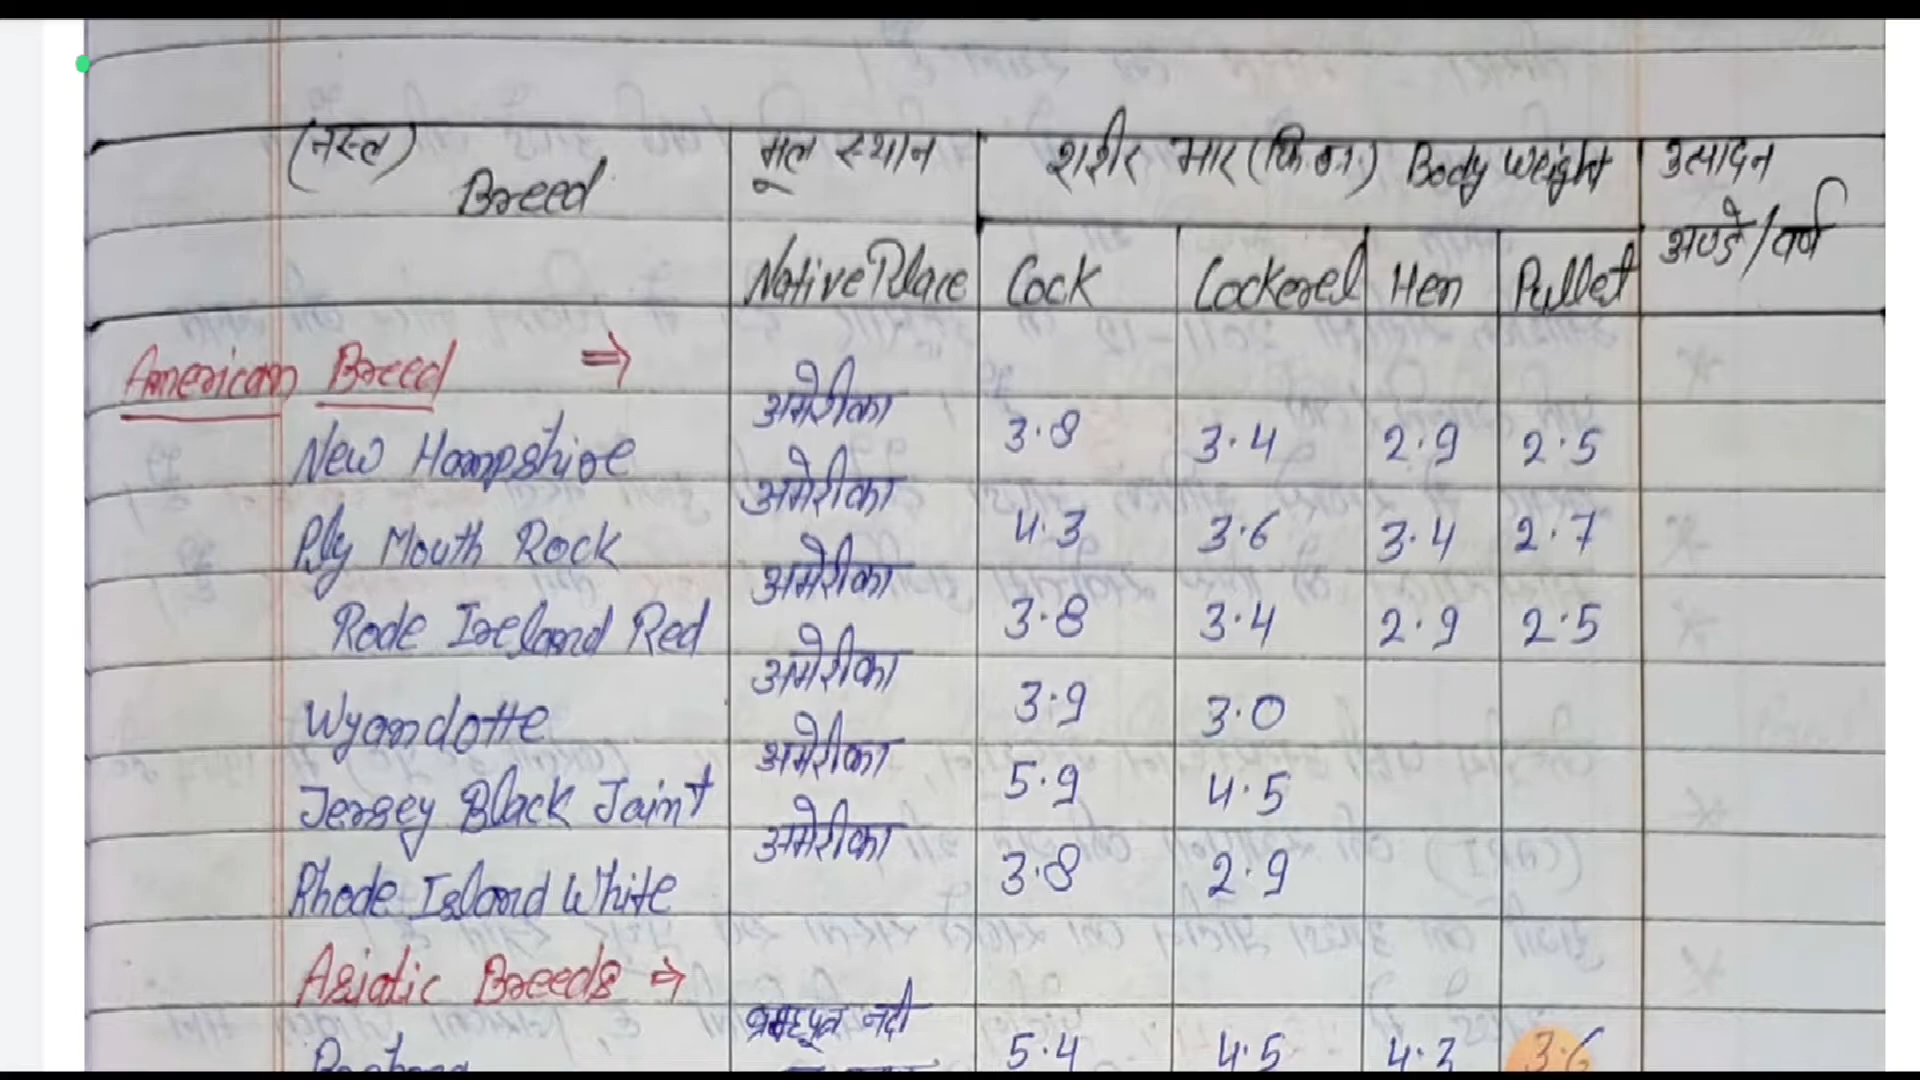 (नस्ल) Breed मूल स्थान शरीर भार (कि.ग्रा.) Body Weight उत्पादन अण्डे/वर्ष
Native Place Cock Cockerel Hen Pullet
American Breed ⇒
New Hampshire अमेरीका 3.8 3.4 2.9 2.5
Ply Mouth Rock अमेरीका 4.3 3.6 3.4 2.7
Rode Ireland Red अमेरीका 3.8 3.4 2.9 2.5
Wyandotte अमेरीका 3.9 3.0
Jersey Black Jaint अमेरीका 5.9 4.5
Rhode Island White अमेरीका 3.8 2.9
Asiatic Breeds ⇒
नदी 5.4 4.5 3.6